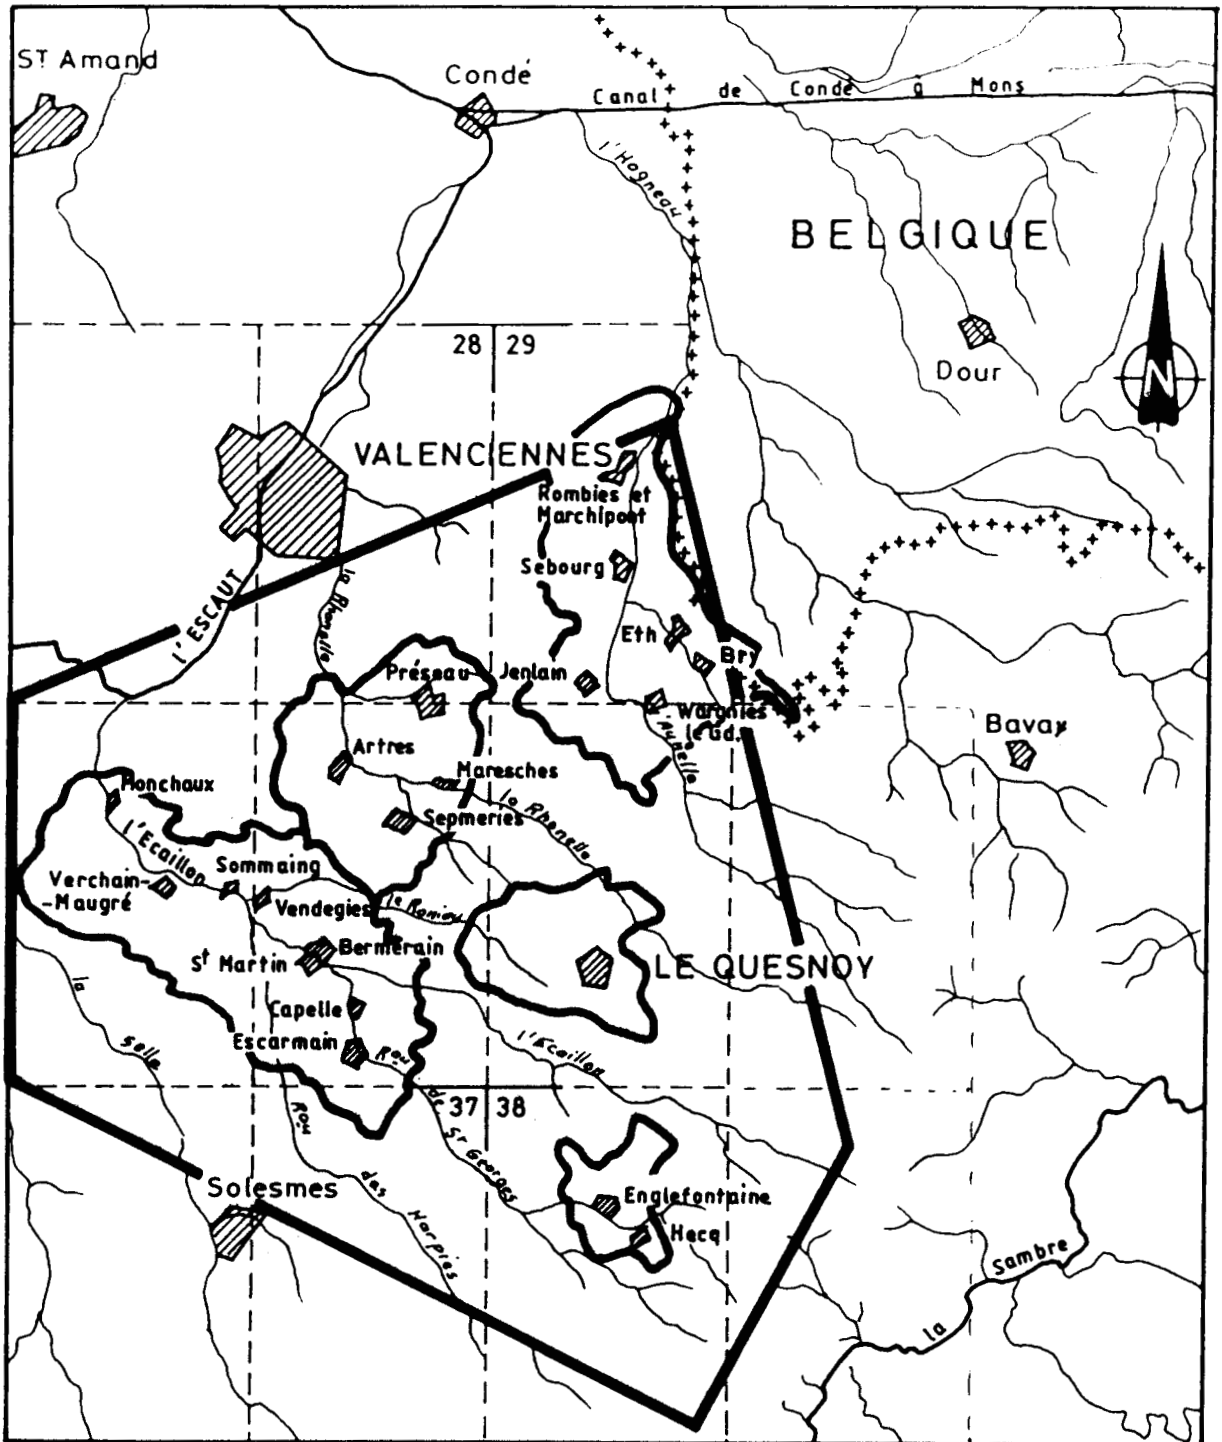 St Amand
Condé
Canal de Condé à Mons
l'Hogneau
BELGIQUE
28 29
Dour
N
VALENCIENNES
Rombies et
Marchipont
Sebourg
l'ESCAUT
la Rhonelle
Eth
Bry
Préseau
Jenlain
Wargnies
le Gd.
l'Aunelle
Bavay
Artres
Maresches
Monchaux
la Rhonelle
Sepmeries
l'Ecaillon
Sommaing
Verchain-
-Maugré
Vendegies
Bermerain
St Martin
LE QUESNOY
la Selle
Capelle
Escarmain
l'Ecaillon
Rau de St Georges
37 38
Rau des Harpies
Solesmes
Englefontaine
Hecq
la Sambre